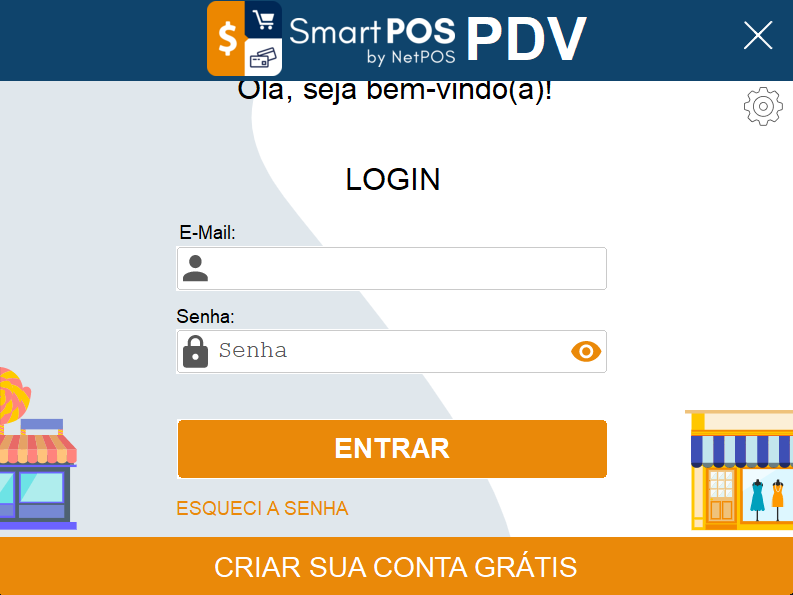 $
SmartPOS PDV
by NetPOS
Olá, seja bem-vindo(a)!
LOGIN
E-Mail:
Senha:
Senha
ENTRAR
ESQUECI A SENHA
CRIAR SUA CONTA GRÁTIS